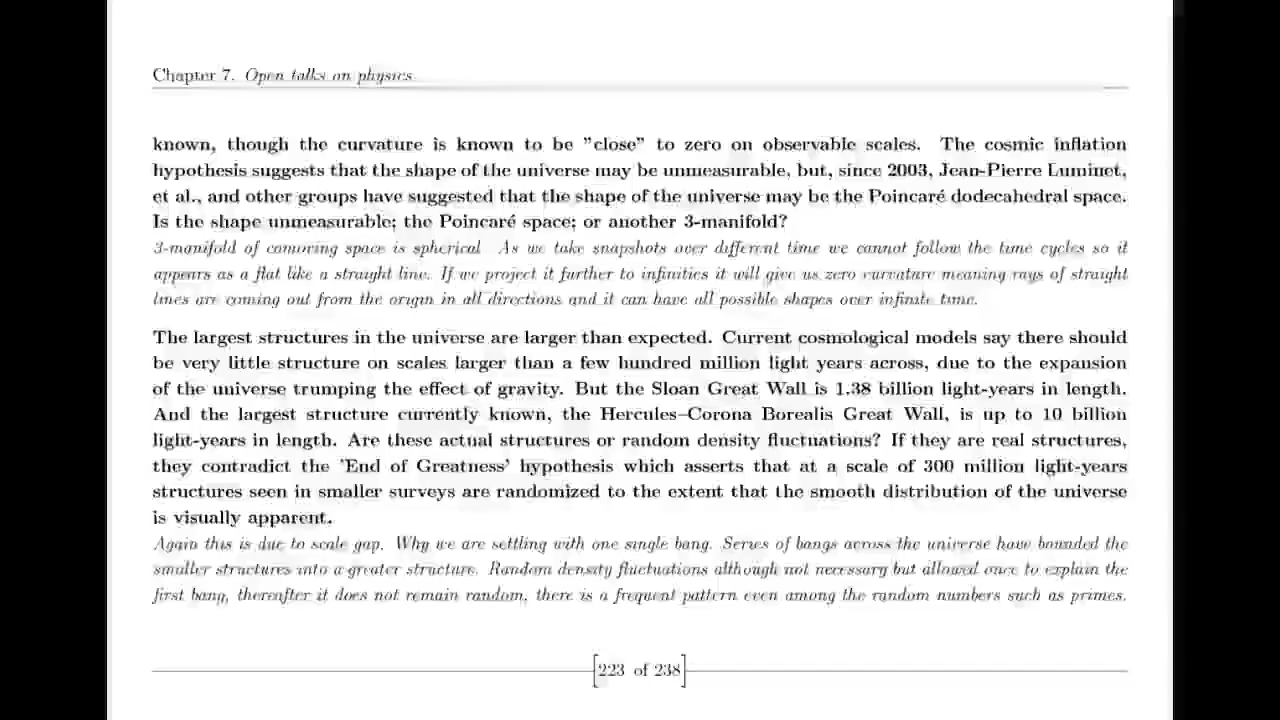 Chapter 7. Open talks on physics
known, though the curvature is known to be ”close” to zero on observable scales. The cosmic inflation
hypothesis suggests that the shape of the universe may be unmeasurable, but, since 2003, Jean-Pierre Luminet,
et al., and other groups have suggested that the shape of the universe may be the Poincaré dodecahedral space.
Is the shape unmeasurable; the Poincaré space; or another 3-manifold?
3-manifold of comoving space is spherical. As we take snapshots over different time we cannot follow the time cycles so it
appears as a flat like a straight line. If we project it further to infinities it will give us zero curvature meaning rays of straight
lines are coming out from the origin in all directions and it can have all possible shapes over infinite time.
The largest structures in the universe are larger than expected. Current cosmological models say there should
be very little structure on scales larger than a few hundred million light years across, due to the expansion
of the universe trumping the effect of gravity. But the Sloan Great Wall is 1.38 billion light-years in length.
And the largest structure currently known, the Hercules–Corona Borealis Great Wall, is up to 10 billion
light-years in length. Are these actual structures or random density fluctuations? If they are real structures,
they contradict the ’End of Greatness’ hypothesis which asserts that at a scale of 300 million light-years
structures seen in smaller surveys are randomized to the extent that the smooth distribution of the universe
is visually apparent.
Again this is due to scale gap. Why we are settling with one single bang. Series of bangs across the universe have bounded the
smaller structures into a greater structure. Random density fluctuations although not necessary but allowed once to explain the
first bang, thereafter it does not remain random, there is a frequent pattern even among the random numbers such as primes.
223 of 238